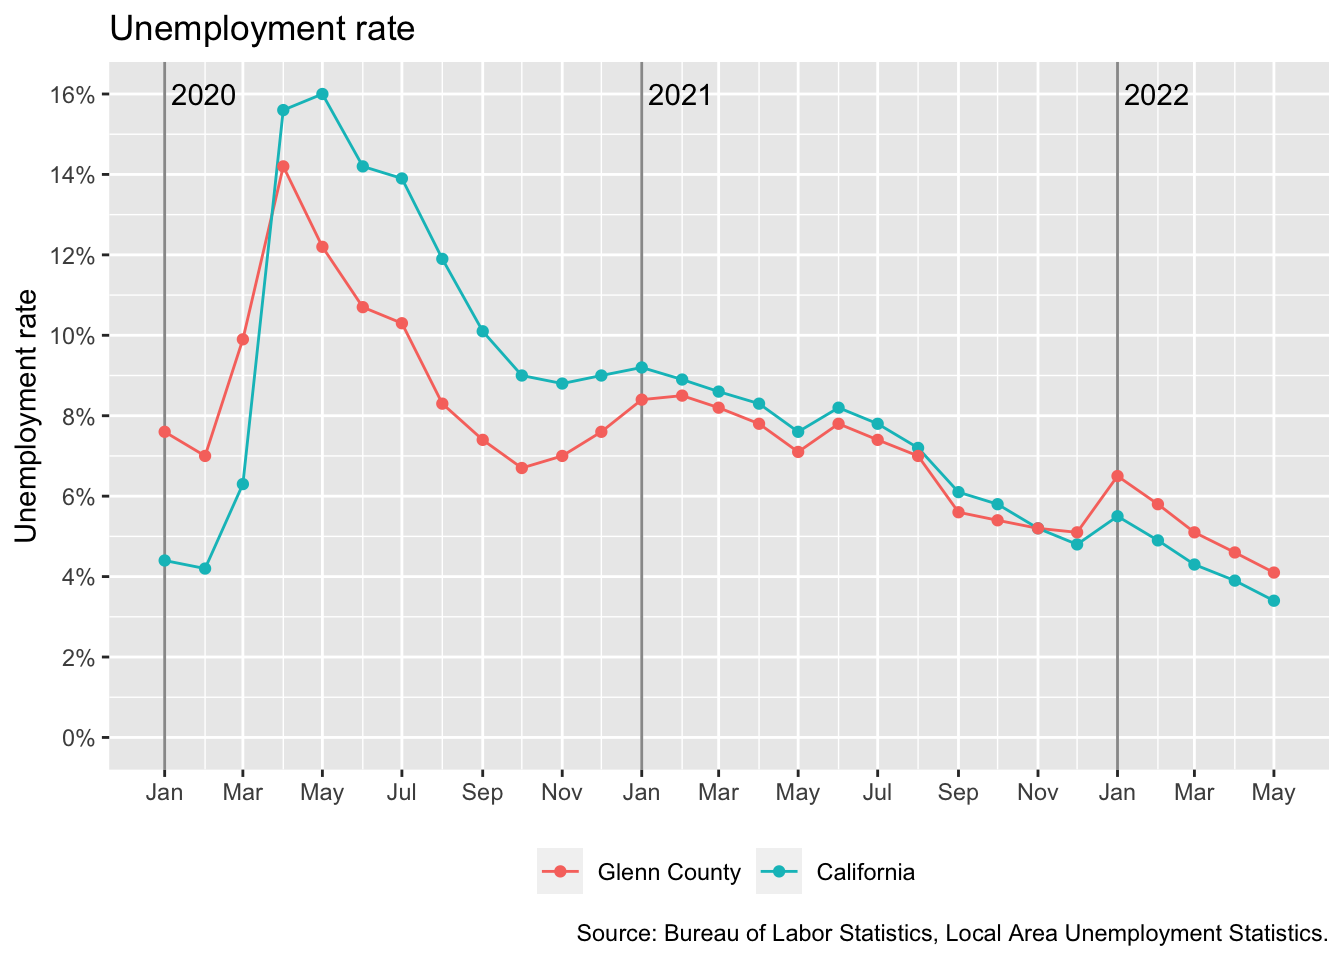 Unemployment rate
Unemployment rate
16%
14%
12%
10%
8%
6%
4%
2%
0%
2020 2021 2022
Jan Mar May Jul Sep Nov Jan Mar May Jul Sep Nov Jan Mar May
Glenn County California
Source: Bureau of Labor Statistics, Local Area Unemployment Statistics.